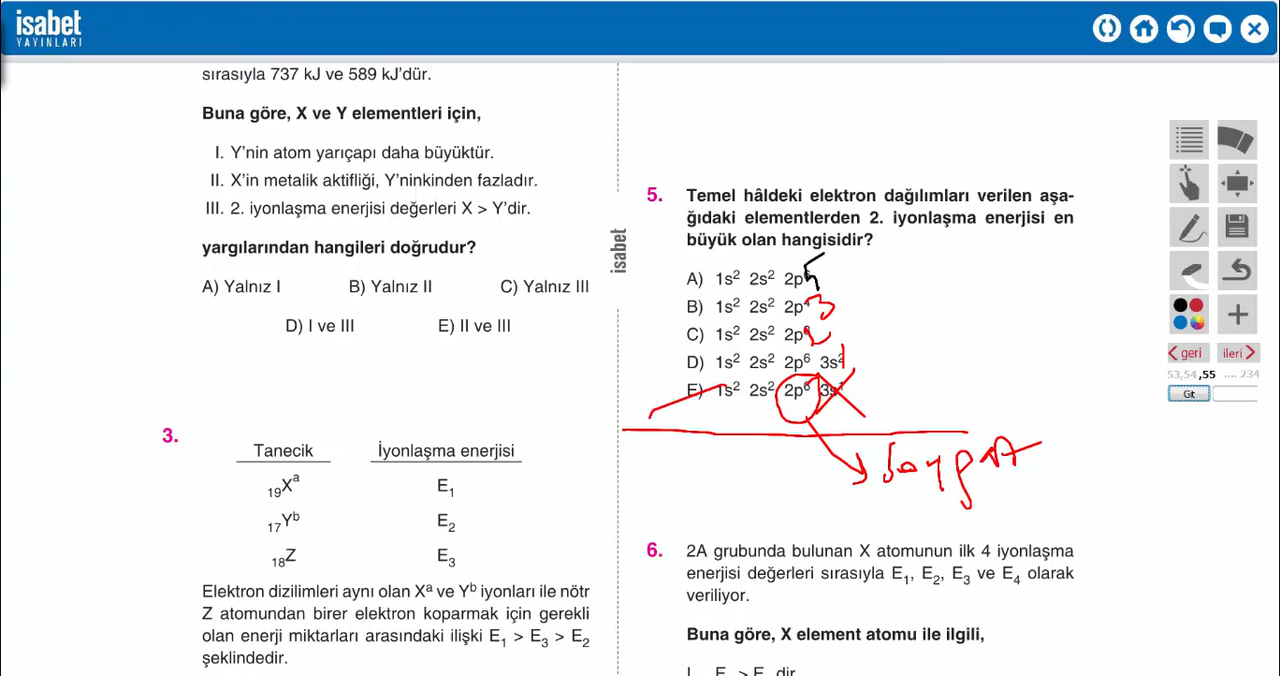 isabet
YAYINLARI
sırasıyla 737 kJ ve 589 kJ'dür.
Buna göre, X ve Y elementleri için,
I. Y'nin atom yarıçapı daha büyüktür.
II. X'in metalik aktifliği, Y'ninkinden fazladır.
III. 2. iyonlaşma enerjisi değerleri X > Y'dir.
yargılarından hangileri doğrudur?
A) Yalnız I B) Yalnız II C) Yalnız III
D) I ve III E) II ve III
3.
Tanecik İyonlaşma enerjisi
₁₉Xᵃ E₁
₁₇Yᵇ E₂
₁₈Z E₃
Elektron dizilimleri aynı olan Xᵃ ve Yᵇ iyonları ile nötr
Z atomundan birer elektron koparmak için gerekli
olan enerji miktarları arasındaki ilişki E₁ > E₃ > E₂
şeklindedir.
isabet
5. Temel hâldeki elektron dağılımları verilen aşa-
ğıdaki elementlerden 2. iyonlaşma enerjisi en
büyük olan hangisidir?
A) 1s² 2s² 2p 5
B) 1s² 2s² 2p⁴ 3
C) 1s² 2s² 2p 2
D) 1s² 2s² 2p⁶ 3s² 1
E) 1s² 2s² 2p⁶ 3s¹
Soygaz
6. 2A grubunda bulunan X atomunun ilk 4 iyonlaşma
enerjisi değerleri sırasıyla E₁, E₂, E₃ ve E₄ olarak
veriliyor.
Buna göre, X element atomu ile ilgili,
geri ileri
53,54,55 .... 234
Git